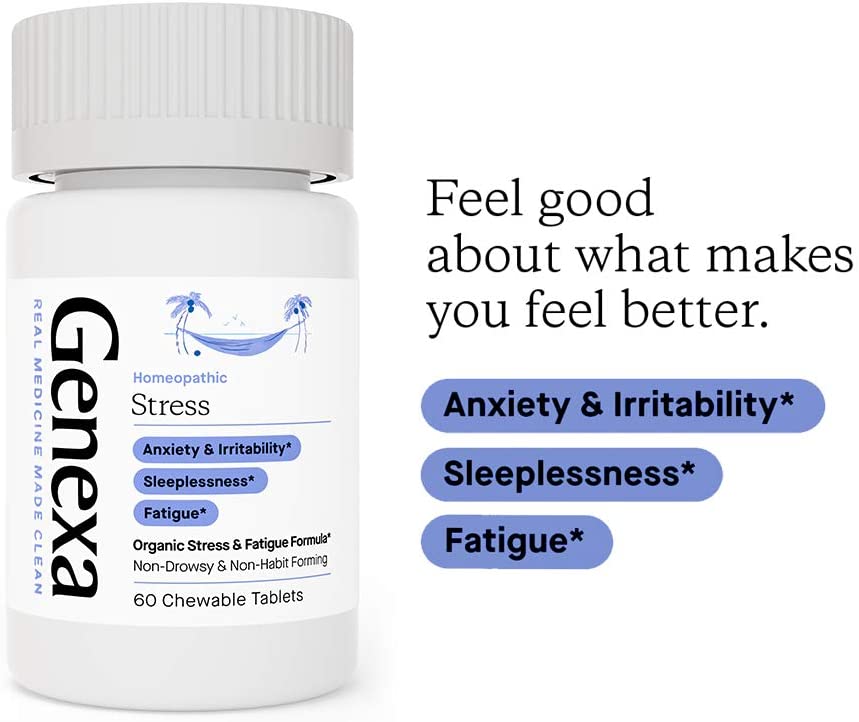 Genexa
REAL MEDICINE MADE CLEAN
Homeopathic
Stress
Anxiety & Irritability*
Sleeplessness*
Fatigue*
Organic Stress & Fatigue Formula*
Non-Drowsy & Non-Habit Forming
60 Chewable Tablets
Feel good
about what makes
you feel better.
Anxiety & Irritability*
Sleeplessness*
Fatigue*